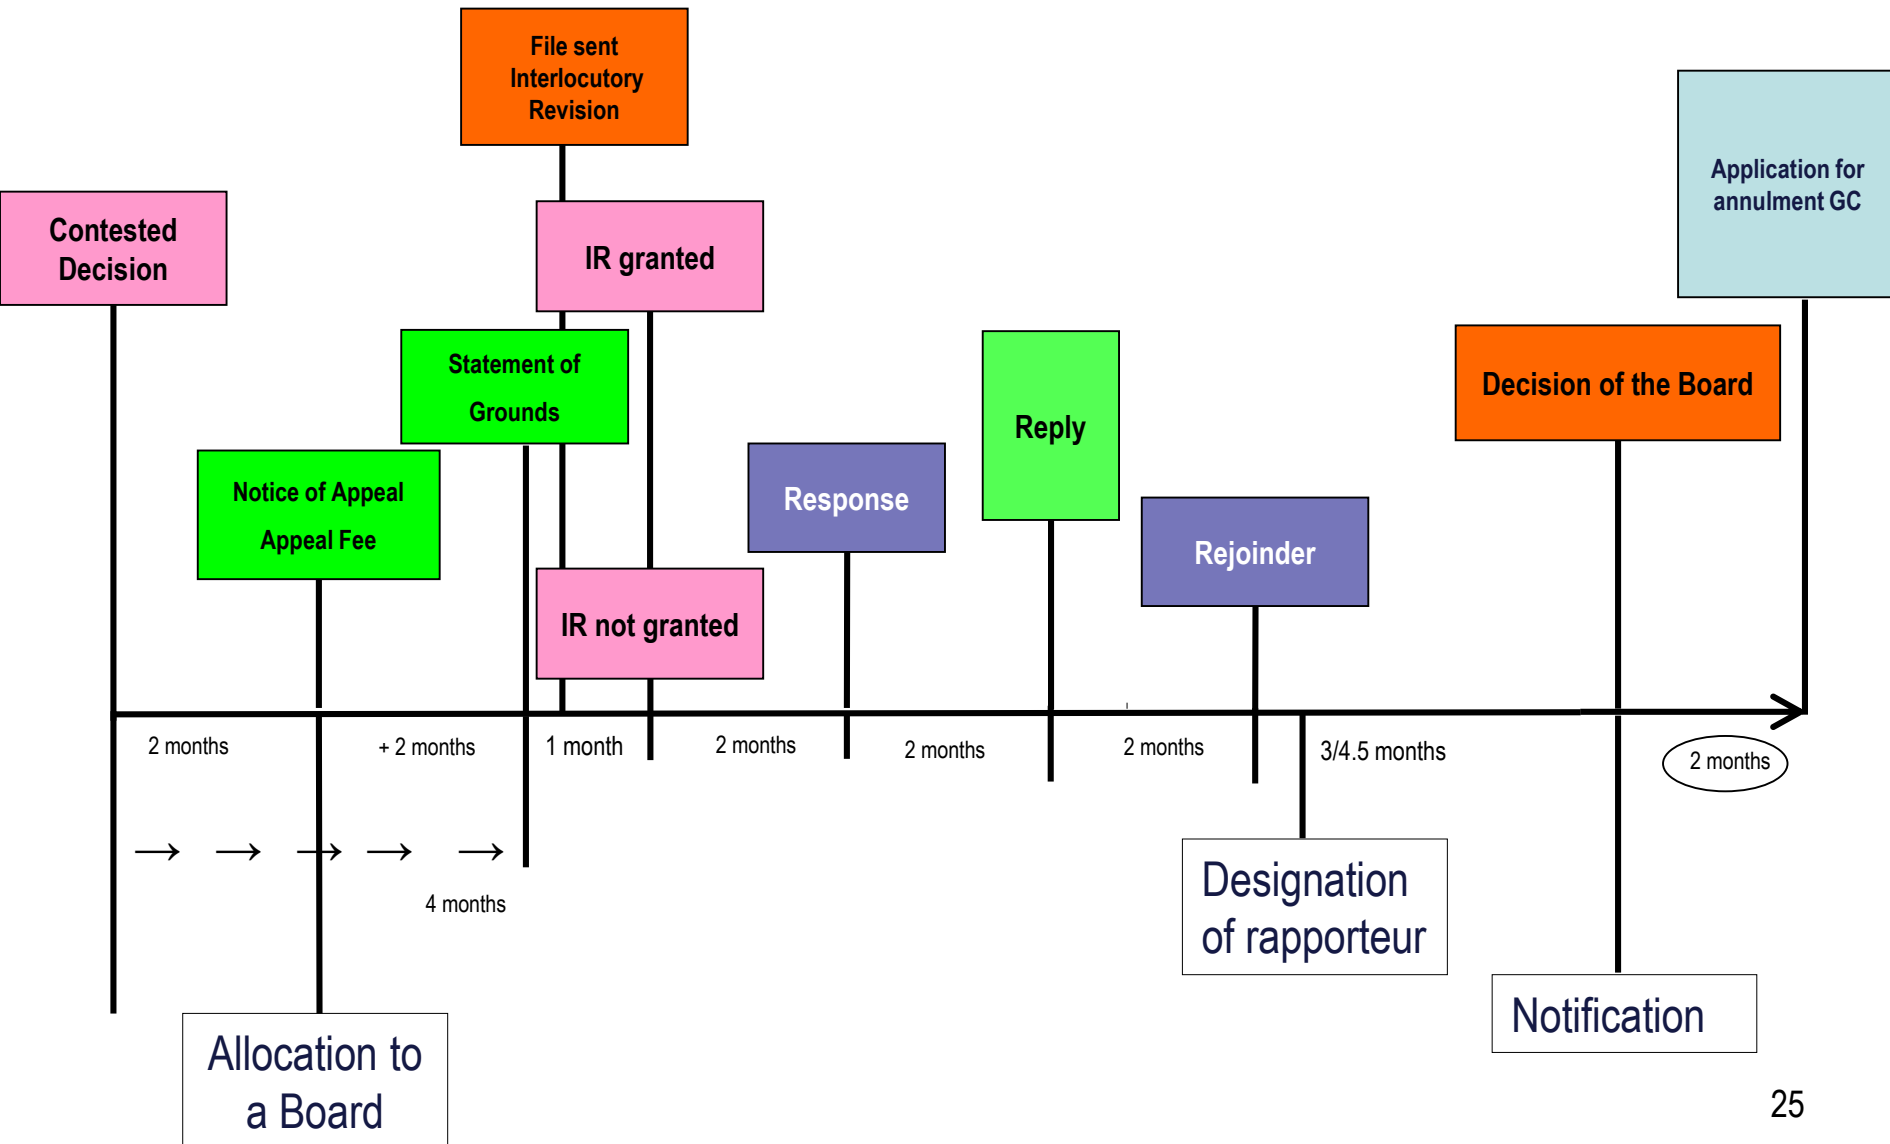 File sent
Interlocutory
Revision
Application for
annulment GC
Contested
Decision
IR granted
Statement of
Grounds
Decision of the Board
Reply
Notice of Appeal
Appeal Fee
Response
Rejoinder
IR not granted
2 months
+ 2 months
1 month
2 months
2 months
2 months
3/4.5 months
2 months
→ → → → →
4 months
Designation
of rapporteur
Notification
Allocation to
a Board
25